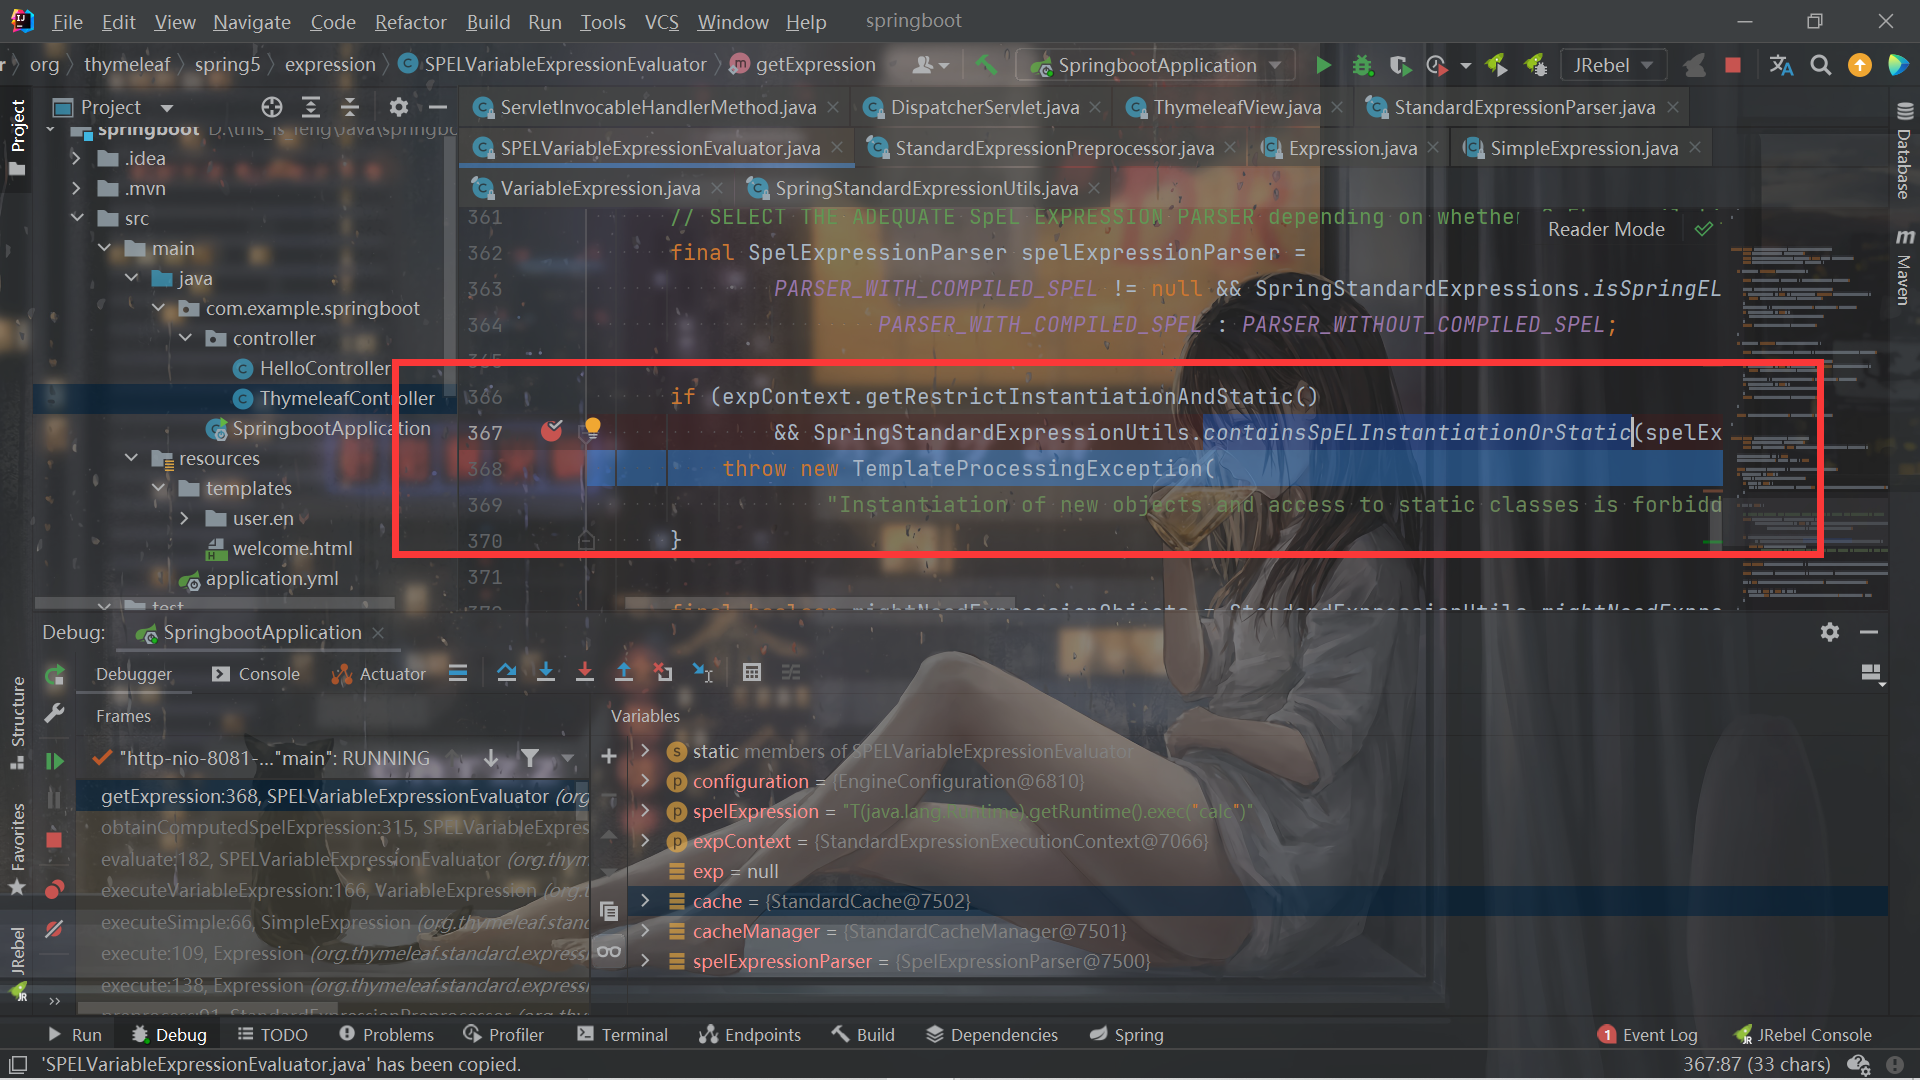 File Edit View Navigate Code Refactor Build Run Tools VCS Window Help springboot
org thymeleaf spring5 expression SPELVariableExpressionEvaluator getExpression SpringbootApplication JRebel
Project ServletInvocableHandlerMethod.java DispatcherServlet.java ThymeleafView.java StandardExpressionParser.java
SPELVariableExpressionEvaluator.java StandardExpressionPreprocessor.java Expression.java SimpleExpression.java
VariableExpression.java SpringStandardExpressionUtils.java
Project
Structure
Favorites
JRebel
Database
Maven
springboot
.idea
.mvn
src
main
java
com.example.springboot
controller
HelloController
ThymeleafController
SpringbootApplication
resources
templates
user.en
welcome.html
application.yml
test
Reader Mode
361 // SELECT THE ADEQUATE SpEL EXPRESSION PARSER depending on whether
362 final SpelExpressionParser spelExpressionParser =
363 PARSER_WITH_COMPILED_SPEL != null && SpringStandardExpressions.isSpringEL
364 PARSER_WITH_COMPILED_SPEL : PARSER_WITHOUT_COMPILED_SPEL;
365
366 if (expContext.getRestrictInstantiationAndStatic()
367 && SpringStandardExpressionUtils.containsSpELInstantiationOrStatic(spelEx
368 throw new TemplateProcessingException(
369 "Instantiation of new objects and access to static classes is forbidd
370 }
371
372 final boolean mightNeedExpressionObjects = StandardExpressionUtils.mightNeedExpre
Debug: SpringbootApplication
Debugger Console Actuator
Frames
"http-nio-8081-..."main": RUNNING
getExpression:368, SPELVariableExpressionEvaluator (org
obtainComputedSpelExpression:315, SPELVariableExpres
evaluate:182, SPELVariableExpressionEvaluator (org.thym
executeVariableExpression:166, VariableExpression (org.t
executeSimple:66, SimpleExpression (org.thymeleaf.stand
execute:109, Expression (org.thymeleaf.standard.express
execute:138, Expression (org.thymeleaf.standard.express
Variables
static members of SPELVariableExpressionEvaluator
configuration = {EngineConfiguration@6810}
spelExpression = "T(java.lang.Runtime).getRuntime().exec("calc")"
expContext = {StandardExpressionExecutionContext@7066}
exp = null
cache = {StandardCache@7502}
cacheManager = {StandardCacheManager@7501}
spelExpressionParser = {SpelExpressionParser@7500}
Run Debug TODO Problems Profiler Terminal Endpoints Build Dependencies Spring 1 Event Log JRebel Console
'SPELVariableExpressionEvaluator.java' has been copied. 367:87 (33 chars)